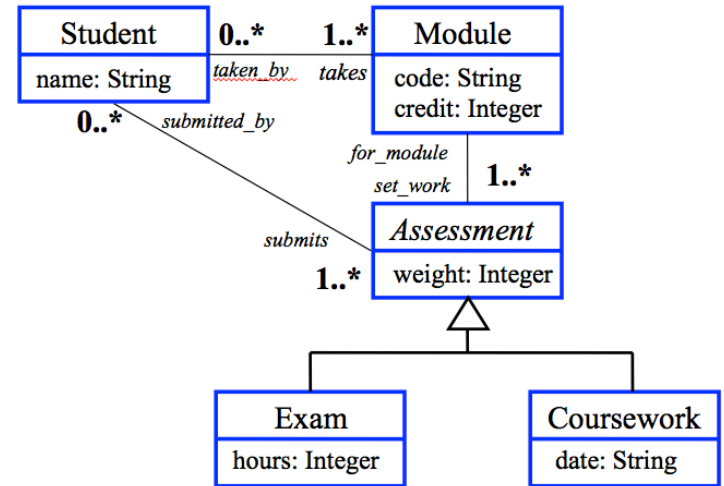 Student
name: String
0..*
1..*
taken_by
takes
Module
code: String
credit: Integer
0..*
submitted_by
for_module
set_work
1..*
submits
1..*
Assessment
weight: Integer
Exam
hours: Integer
Coursework
date: String